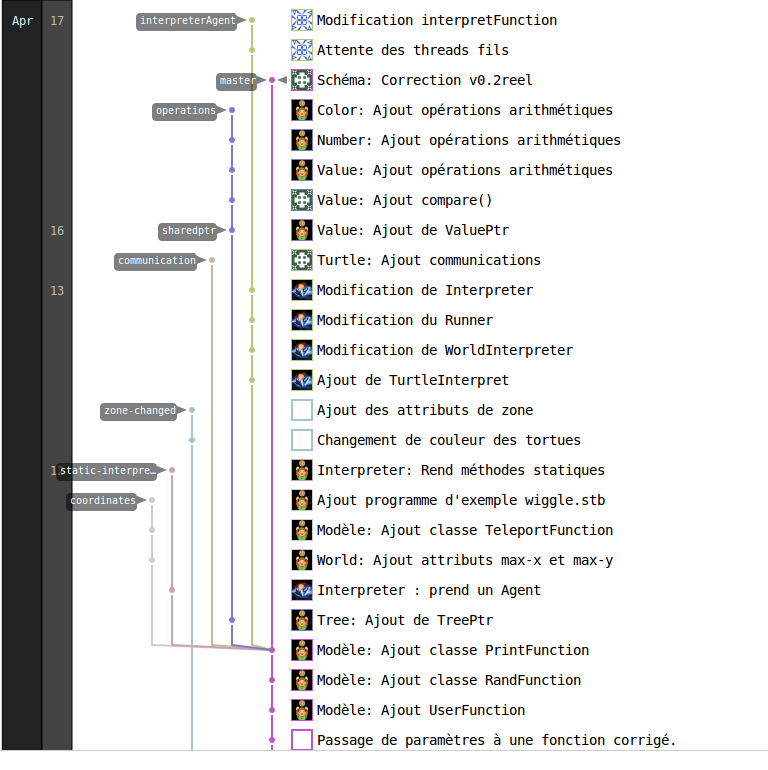 Apr 17 interpreterAgent Modification interpretFunction
Attente des threads fils
master Schéma: Correction v0.2reel
operations Color: Ajout opérations arithmétiques
Number: Ajout opérations arithmétiques
Value: Ajout opérations arithmétiques
Value: Ajout compare()
16 sharedptr Value: Ajout de ValuePtr
communication Turtle: Ajout communications
13 Modification de Interpreter
Modification du Runner
Modification de WorldInterpreter
Ajout de TurtleInterpret
zone-changed Ajout des attributs de zone
Changement de couleur des tortues
static-interpre… Interpreter: Rend méthodes statiques
coordinates Ajout programme d'exemple wiggle.stb
Modèle: Ajout classe TeleportFunction
World: Ajout attributs max-x et max-y
Interpreter : prend un Agent
Tree: Ajout de TreePtr
Modèle: Ajout classe PrintFunction
Modèle: Ajout classe RandFunction
Modèle: Ajout UserFunction
Passage de paramètres à une fonction corrigé.